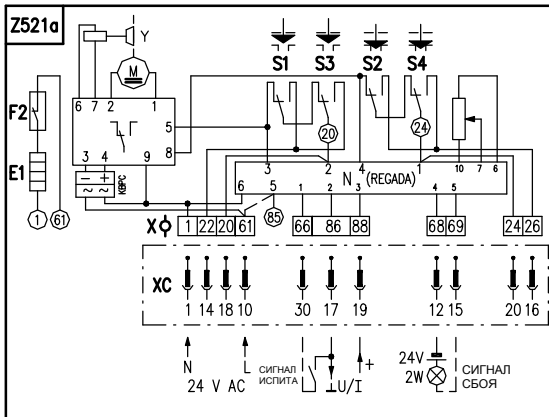 Z521a
Y
S1 S3 S2 S4
M
6 7 2 1
F2
5
8
20
24
E1
3 4 9
КВРС
3 2 4 1 10 7 6
N (REGADA)
6 5 1 2 3 4 5
1 61
85
X 1 22 20 61 66 86 88 68 69 24 26
XC
1 14 18 10 30 17 19 12 15 20 16
N L
24 V AC
СИГНАЛ
ИСПИТА
U/I
+
24V
2W
СИГНАЛ
СБОЯ